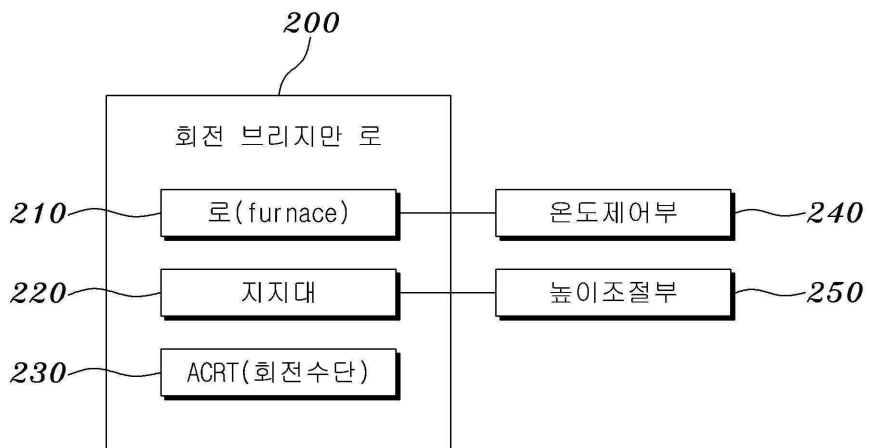 200
회전 브리지만 로
210 로(furnace) 온도제어부 240
220 지지대 높이조절부 250
230 ACRT(회전수단)